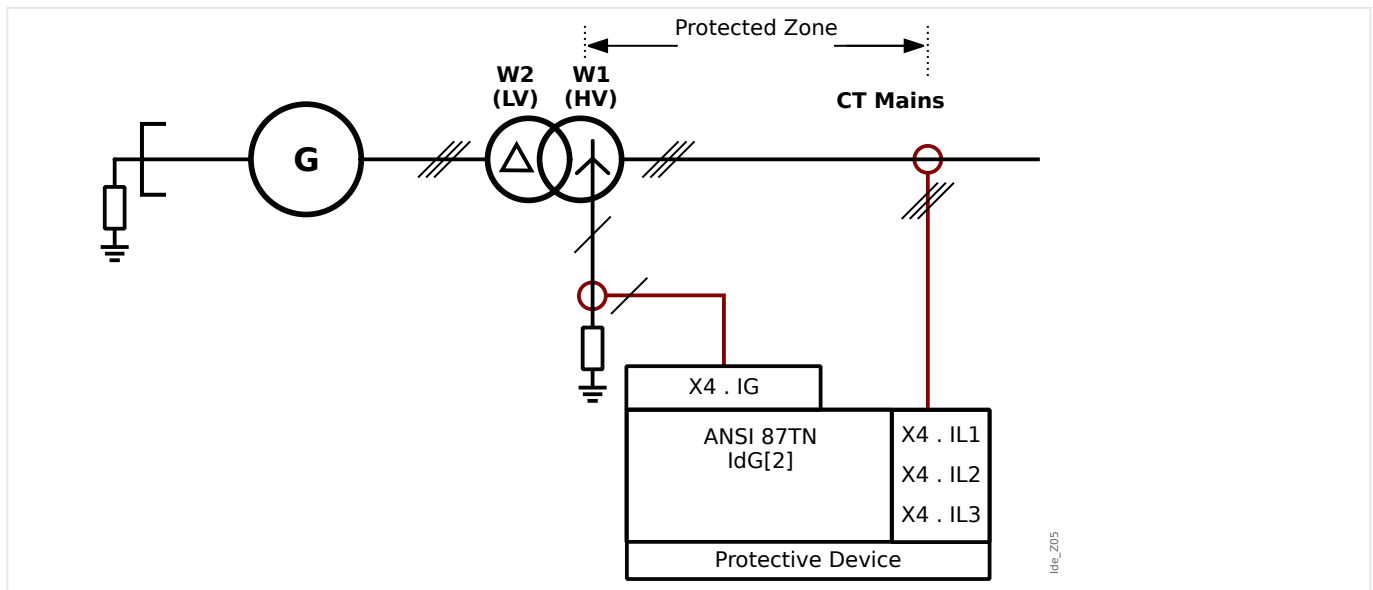 Protected Zone
W2
(LV)
W1
(HV)
CT Mains
G
X4 . IG
ANSI 87TN
IdG[2]
X4 . IL1
X4 . IL2
X4 . IL3
Protective Device
Ide_Z05